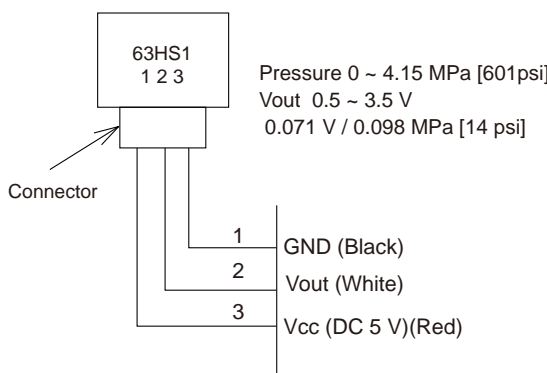 63HS1
1 2 3
Pressure 0 ~ 4.15 MPa [601psi]
Vout 0.5 ~ 3.5 V
0.071 V / 0.098 MPa [14 psi]
Connector
1
GND (Black)
2
Vout (White)
3
Vcc (DC 5 V)(Red)